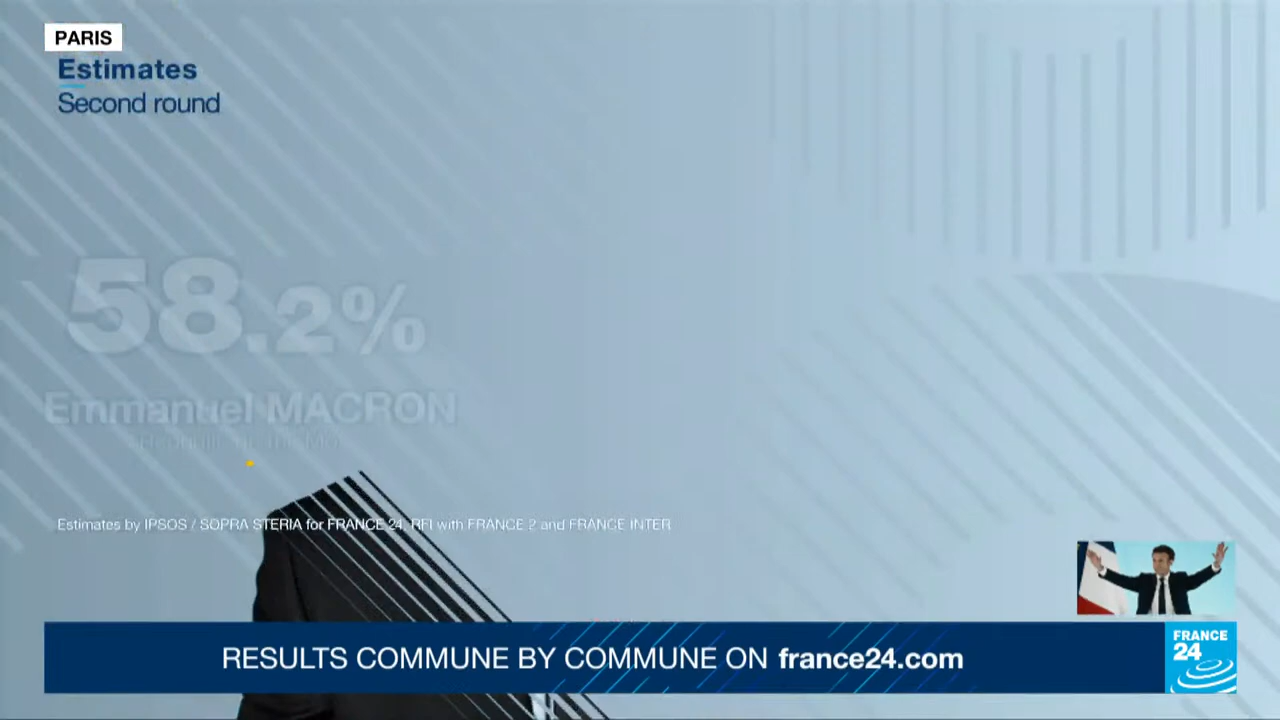 PARIS
Estimates
Second round
58.2%
Emmanuel MACRON
Estimates by IPSOS / SOPRA STERIA for FRANCE 24, RFI with FRANCE 2 and FRANCE INTER
RESULTS COMMUNE BY COMMUNE ON france24.com
FRANCE
24